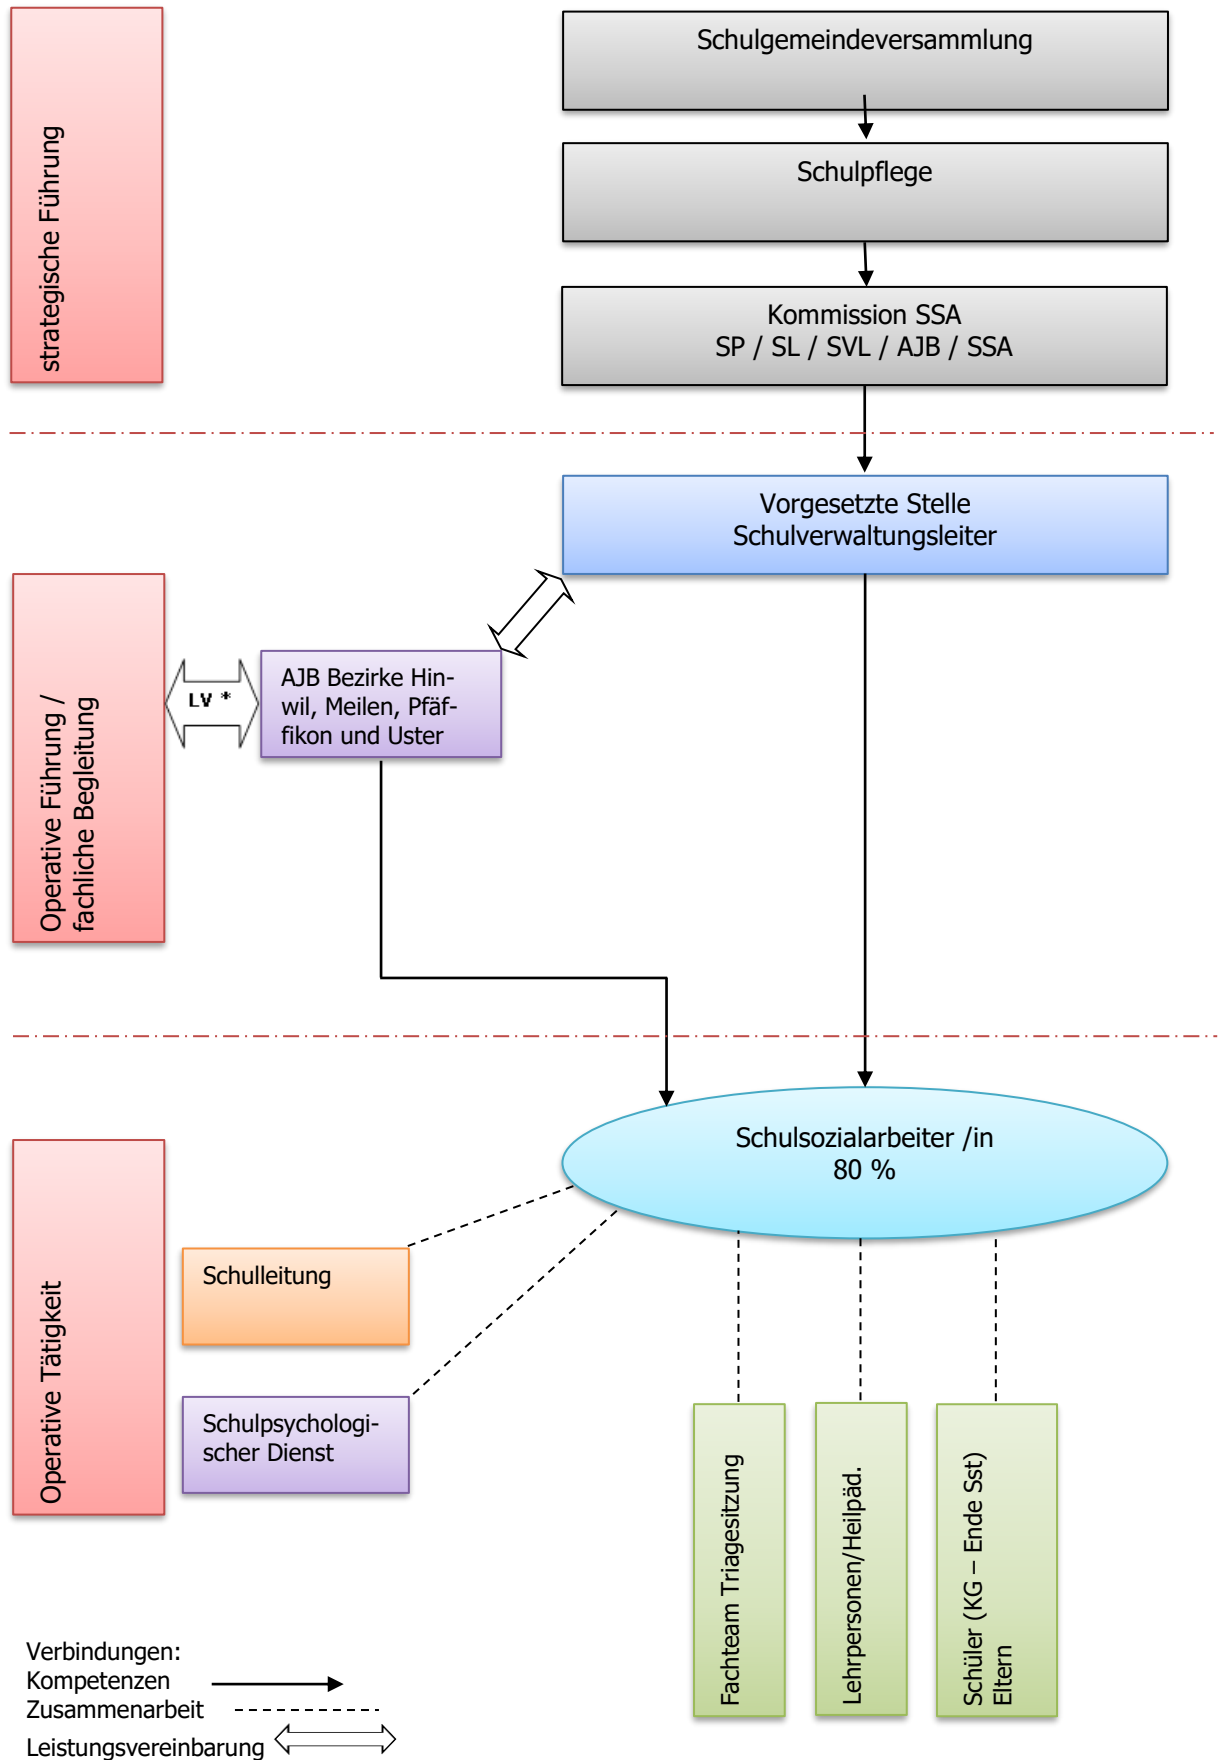 strategische Führung
Schulgemeindeversammlung
Schulpflege
Kommission SSA
SP / SL / SVL / AJB / SSA
Vorgesetzte Stelle
Schulverwaltungsleiter
Operative Führung /
fachliche Begleitung
LV *
AJB Bezirke Hin-
wil, Meilen, Pfäf-
fikon und Uster
Operative Tätigkeit
Schulsozialarbeiter /in
80 %
Schulleitung
Schulpsychologi-
scher Dienst
Fachteam Triagesitzung
Lehrpersonen/Heilpäd.
Schüler (KG – Ende Sst)
Eltern
Verbindungen:
Kompetenzen
Zusammenarbeit
Leistungsvereinbarung